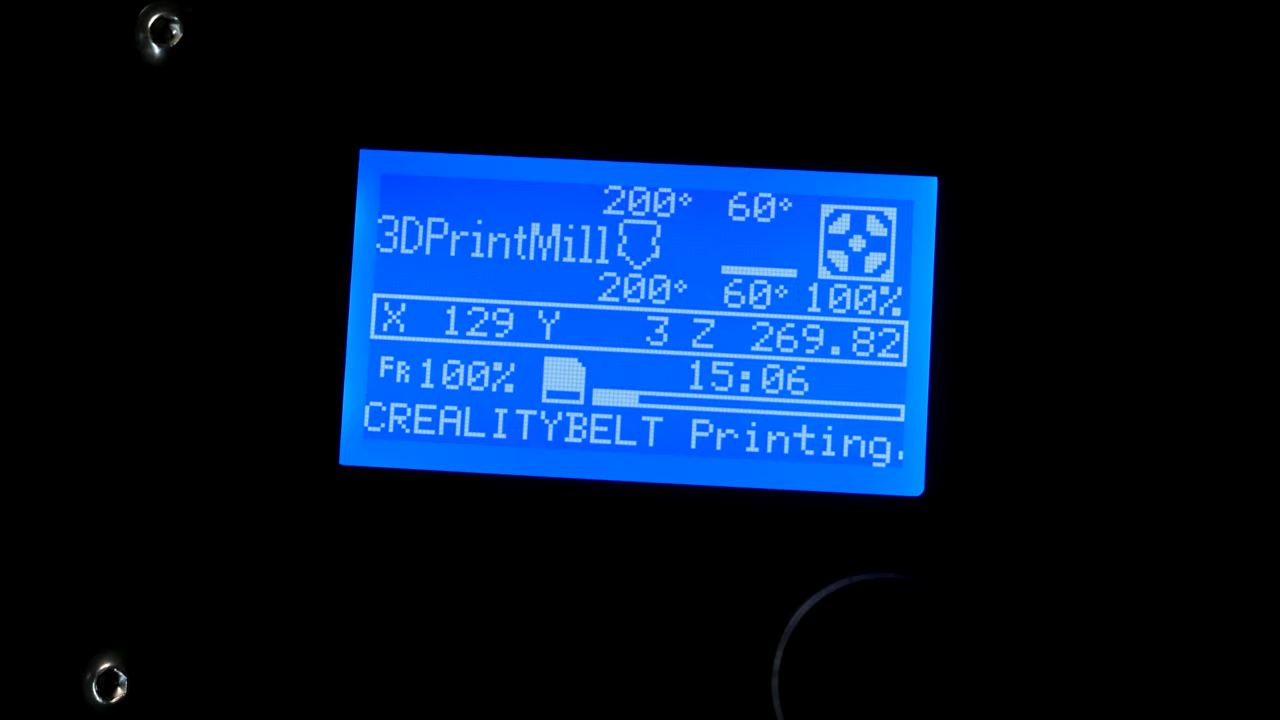 200° 60°
3DPrintMill
200° 60° 100%
X 129 Y 3 Z 269.82
FR 100% 15:06
CREALITYBELT Printing.